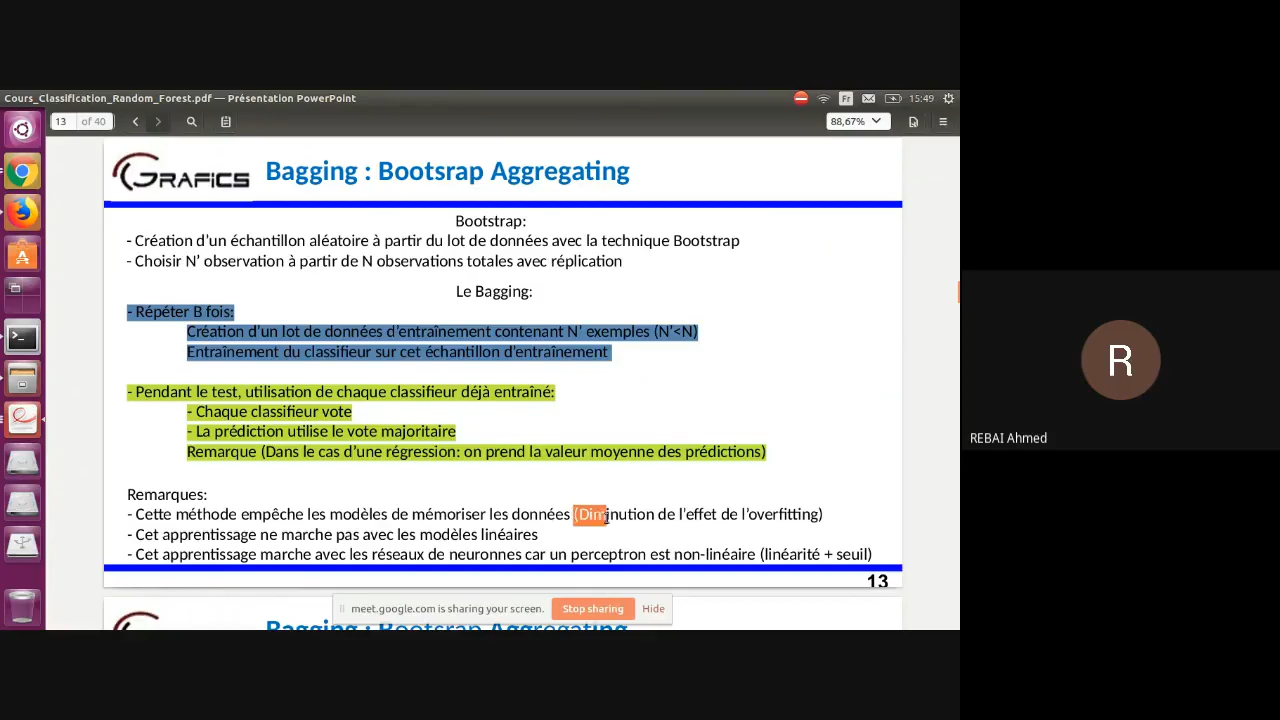 Cours_Classification_Random_Forest.pdf — Présentation PowerPoint
Fr
15:49
13 of 40
88,67%
GRAFICS
Bagging : Bootsrap Aggregating
Bootstrap:
- Création d'un échantillon aléatoire à partir du lot de données avec la technique Bootstrap
- Choisir N' observation à partir de N observations totales avec réplication
Le Bagging:
- Répéter B fois:
Création d'un lot de données d'entraînement contenant N' exemples (N'<N)
Entraînement du classifieur sur cet échantillon d'entraînement
- Pendant le test, utilisation de chaque classifieur déjà entraîné:
- Chaque classifieur vote
- La prédiction utilise le vote majoritaire
Remarque (Dans le cas d'une régression: on prend la valeur moyenne des prédictions)
Remarques:
- Cette méthode empêche les modèles de mémoriser les données (Diminution de l'effet de l'overfitting)
- Cet apprentissage ne marche pas avec les modèles linéaires
- Cet apprentissage marche avec les réseaux de neuronnes car un perceptron est non-linéaire (linéarité + seuil)
13
meet.google.com is sharing your screen.
Stop sharing
Hide
Bagging : Bootsrap Aggregating
R
REBAI Ahmed